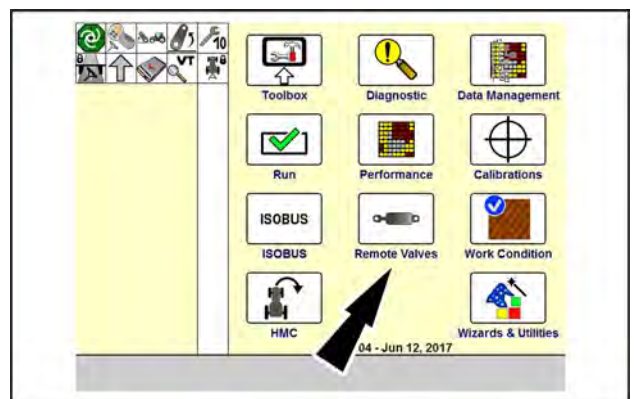 10
VT
Toolbox
Diagnostic
Data Management
Run
Performance
Calibrations
ISOBUS
ISOBUS
Remote Valves
Work Condition
HMC
Wizards & Utilities
04 - Jun 12, 2017